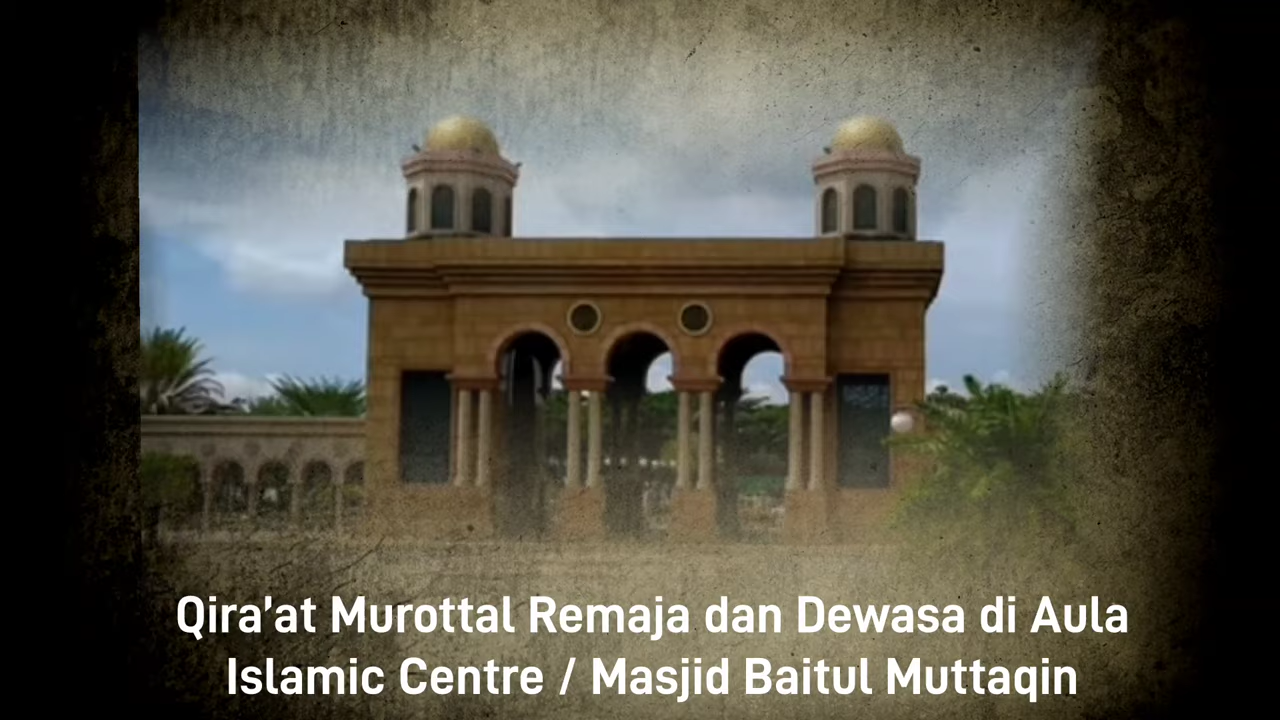 Qira'at Murottal Remaja dan Dewasa di Aula
Islamic Centre / Masjid Baitul Muttaqin